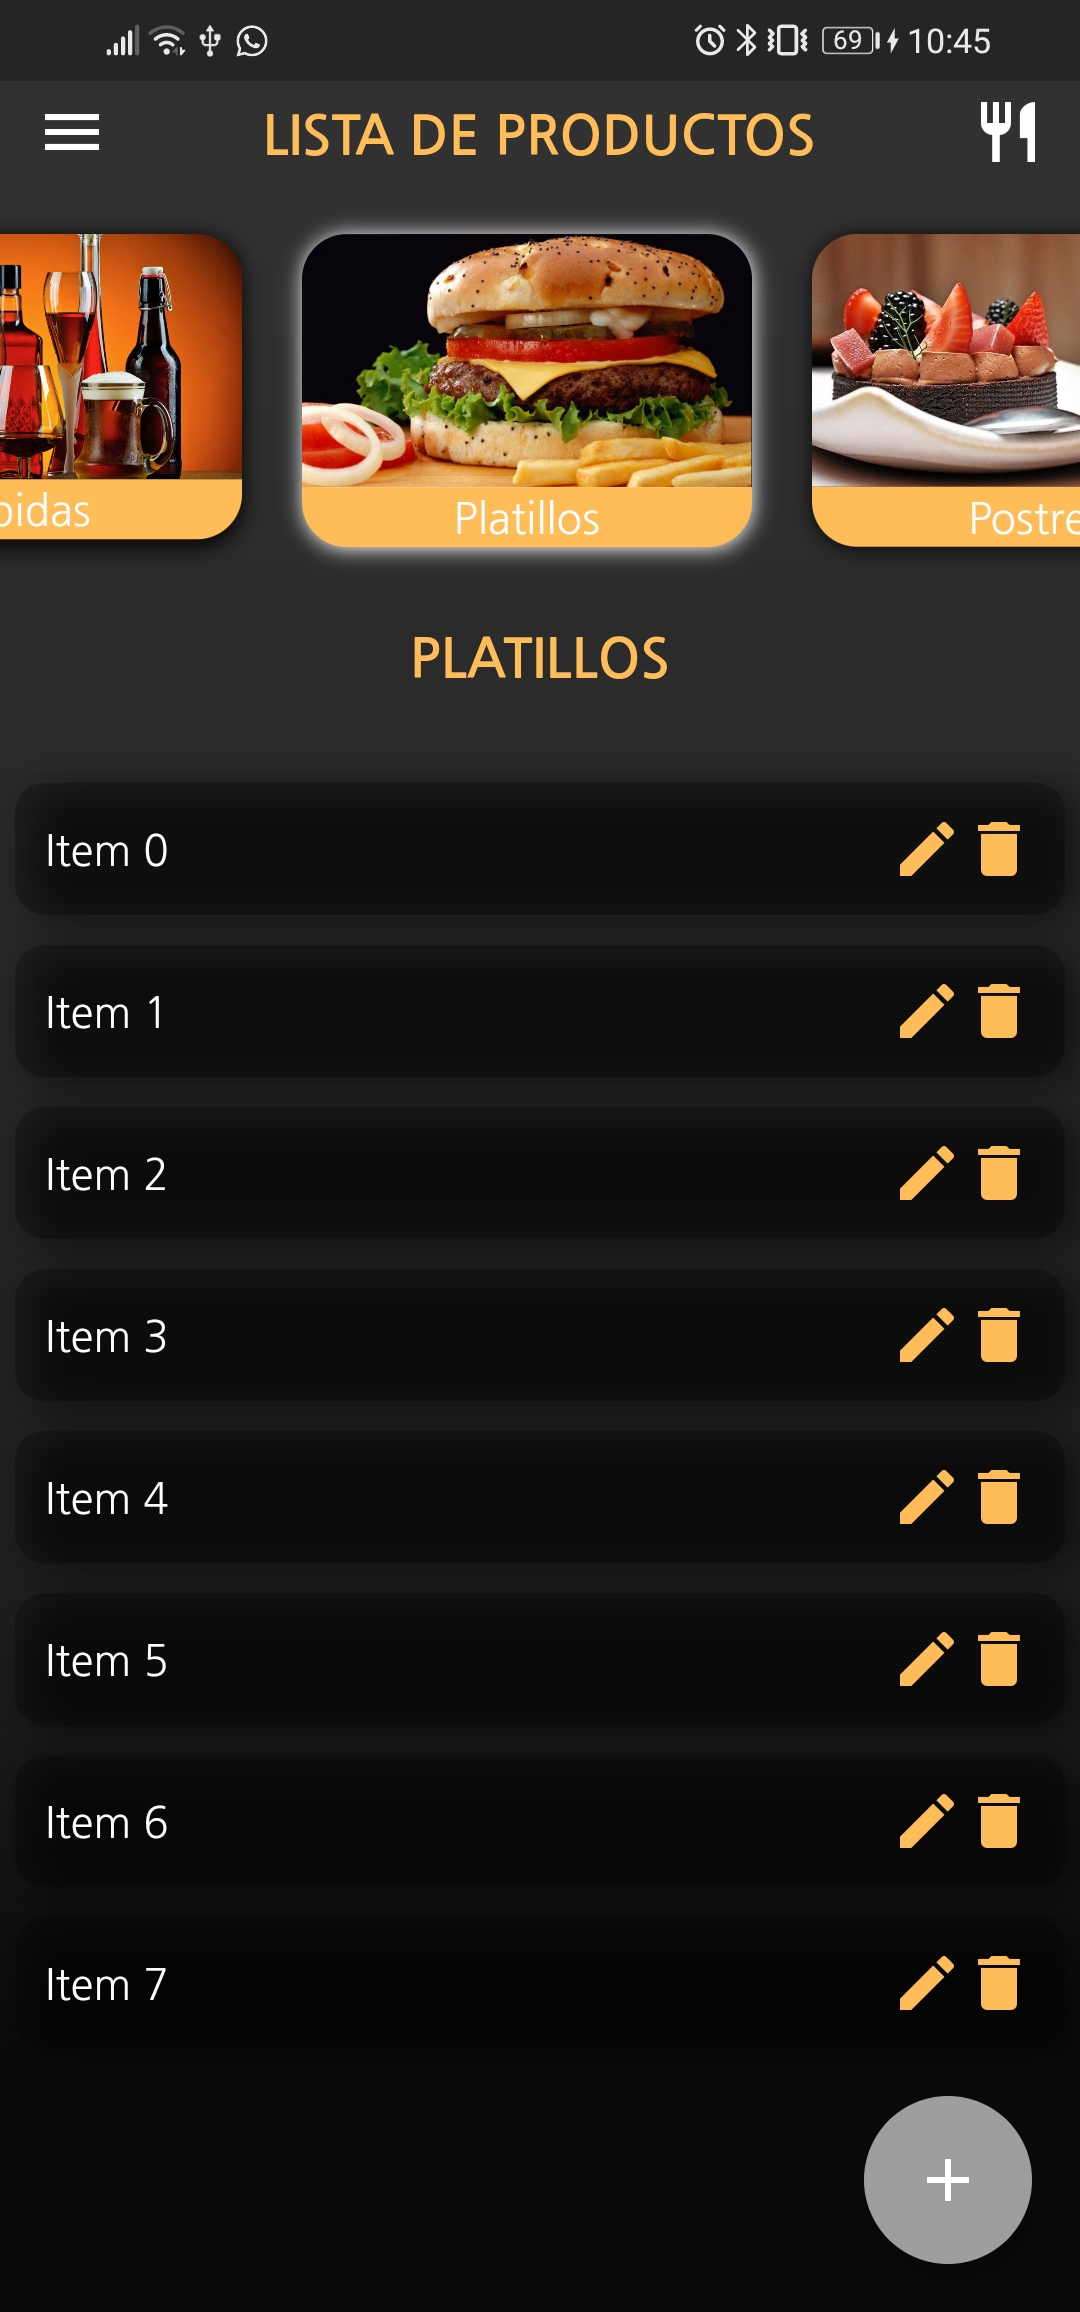 69 10:45
LISTA DE PRODUCTOS
bidas
Platillos
Postre
PLATILLOS
Item 0
Item 1
Item 2
Item 3
Item 4
Item 5
Item 6
Item 7